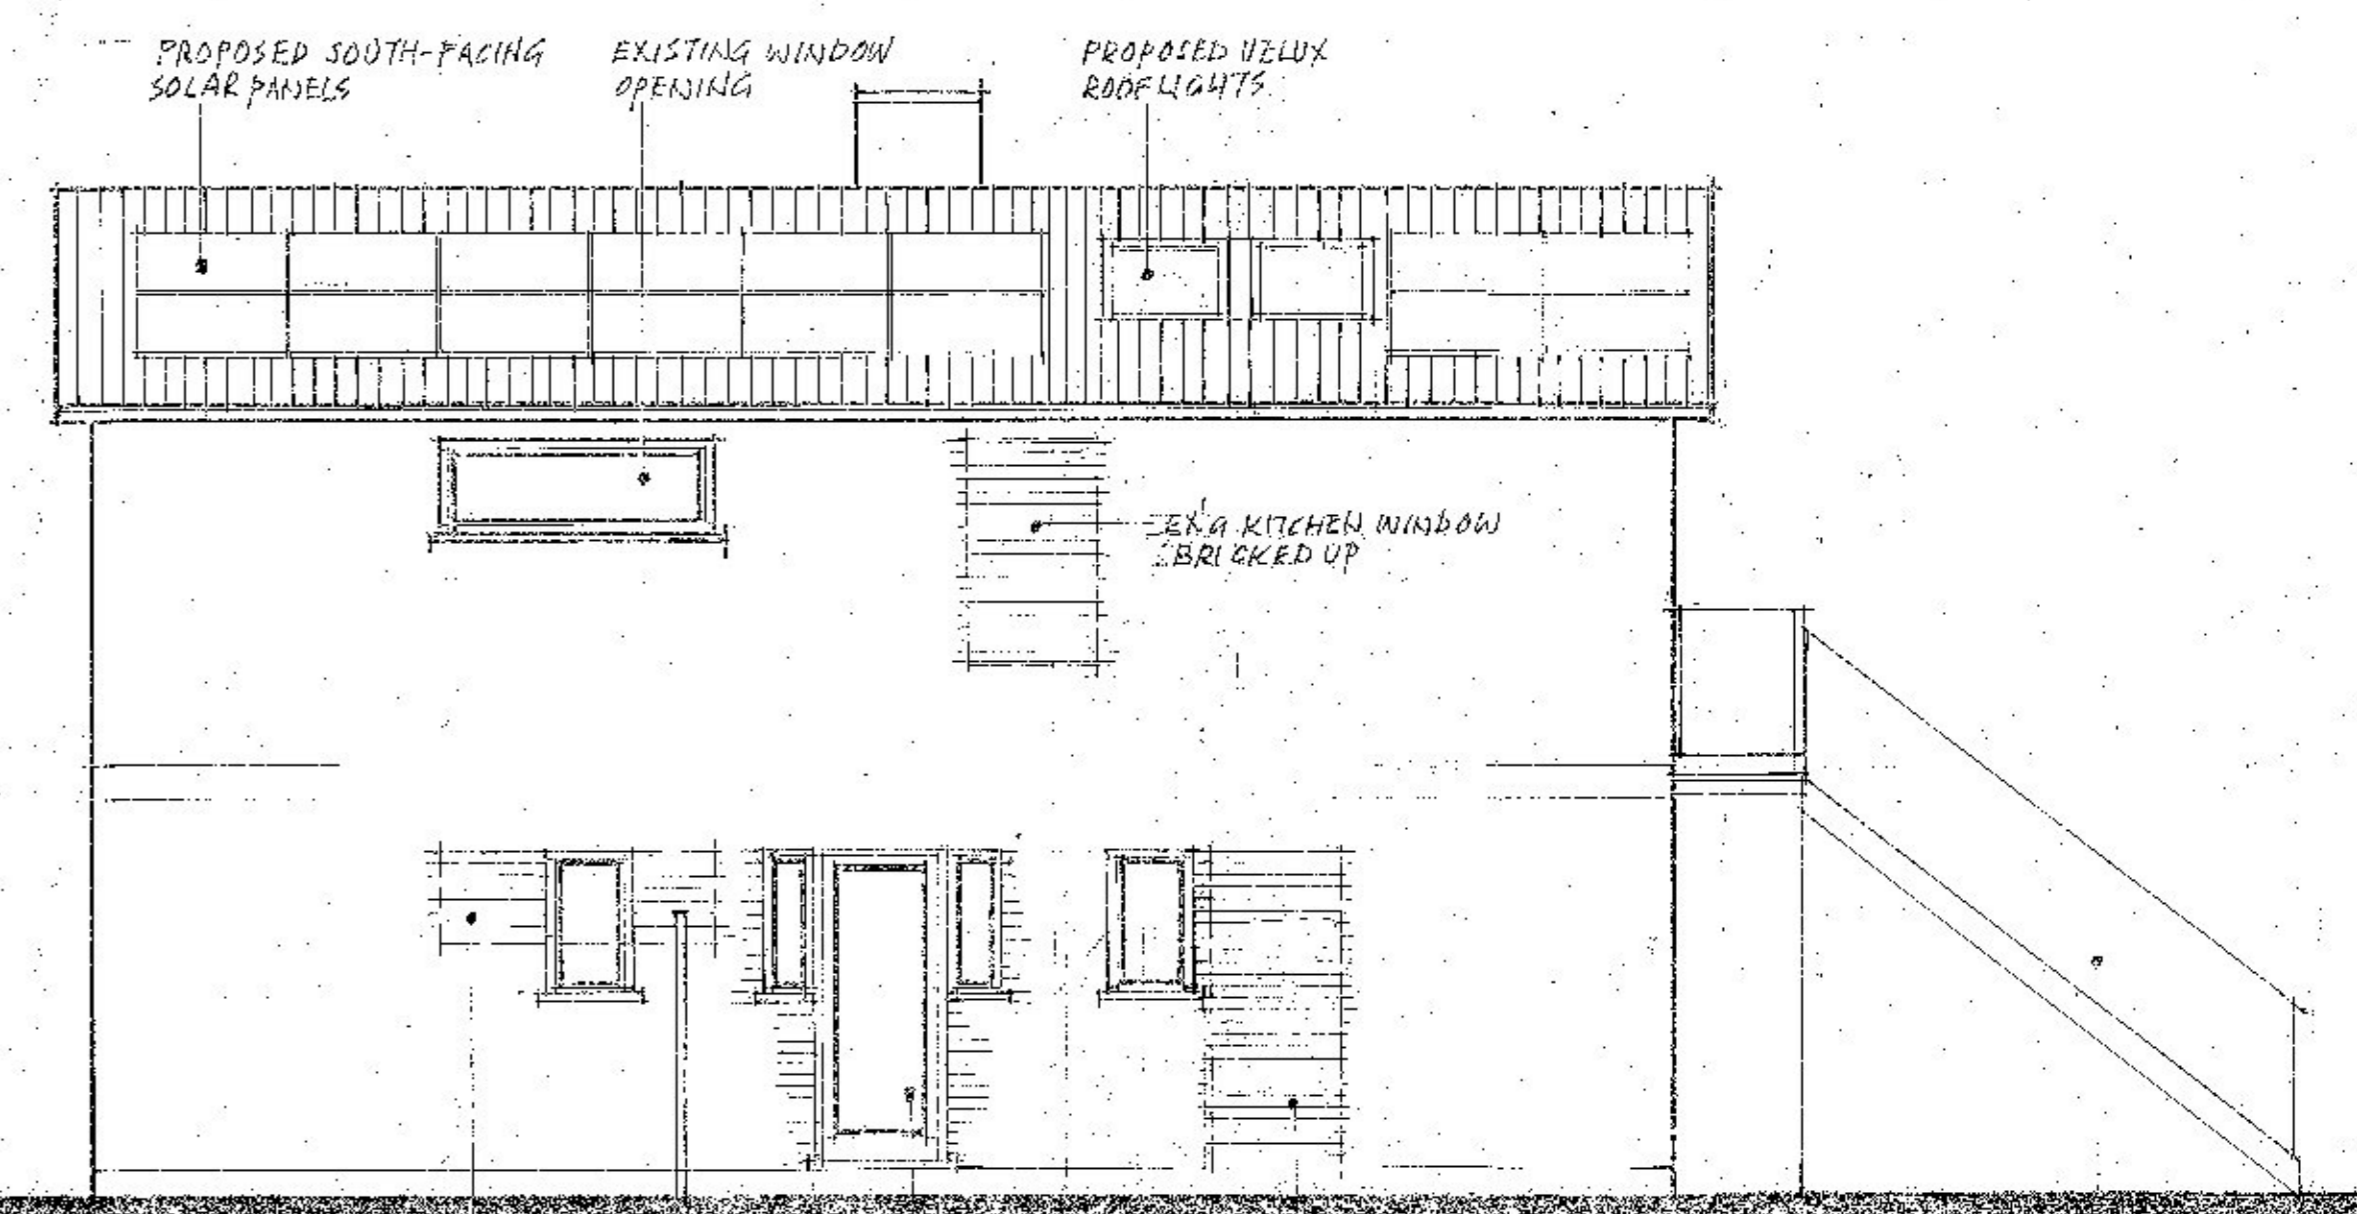 PROPOSED SOUTH-FACING
SOLAR PANELS
EXISTING WINDOW
OPENING
PROPOSED VELUX
ROOFLIGHTS
EX'G KITCHEN WINDOW
BRICKED UP